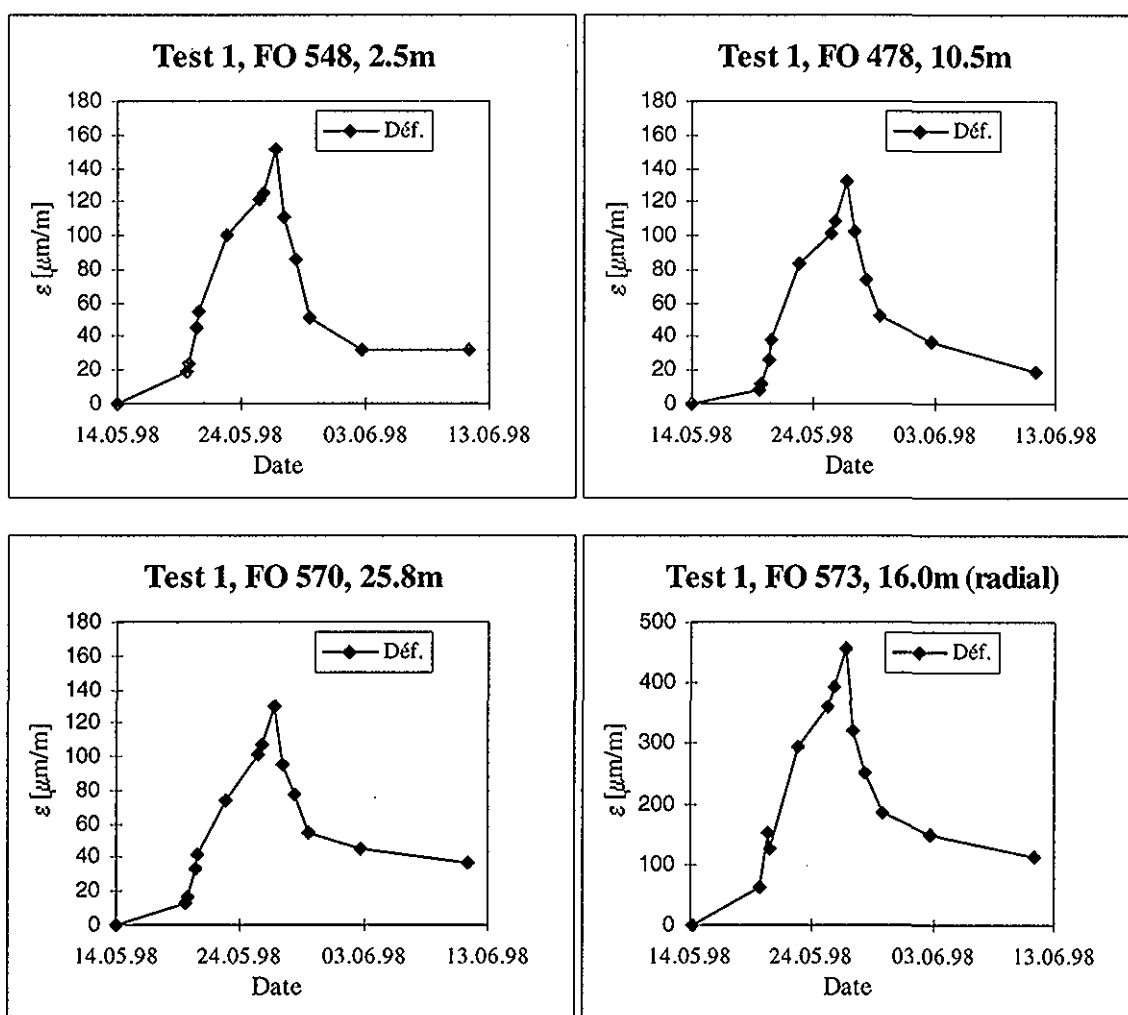 Test 1, FO 548, 2.5m
Déf.
180
160
140
120
100
80
60
40
20
0
ε [μm/m]
14.05.98 24.05.98 03.06.98 13.06.98
Date
Test 1, FO 478, 10.5m
Déf.
180
160
140
120
100
80
60
40
20
0
ε [μm/m]
14.05.98 24.05.98 03.06.98 13.06.98
Date
Test 1, FO 570, 25.8m
Déf.
180
160
140
120
100
80
60
40
20
0
ε [μm/m]
14.05.98 24.05.98 03.06.98 13.06.98
Date
Test 1, FO 573, 16.0m (radial)
Déf.
500
400
300
200
100
0
ε [μm/m]
14.05.98 24.05.98 03.06.98 13.06.98
Date